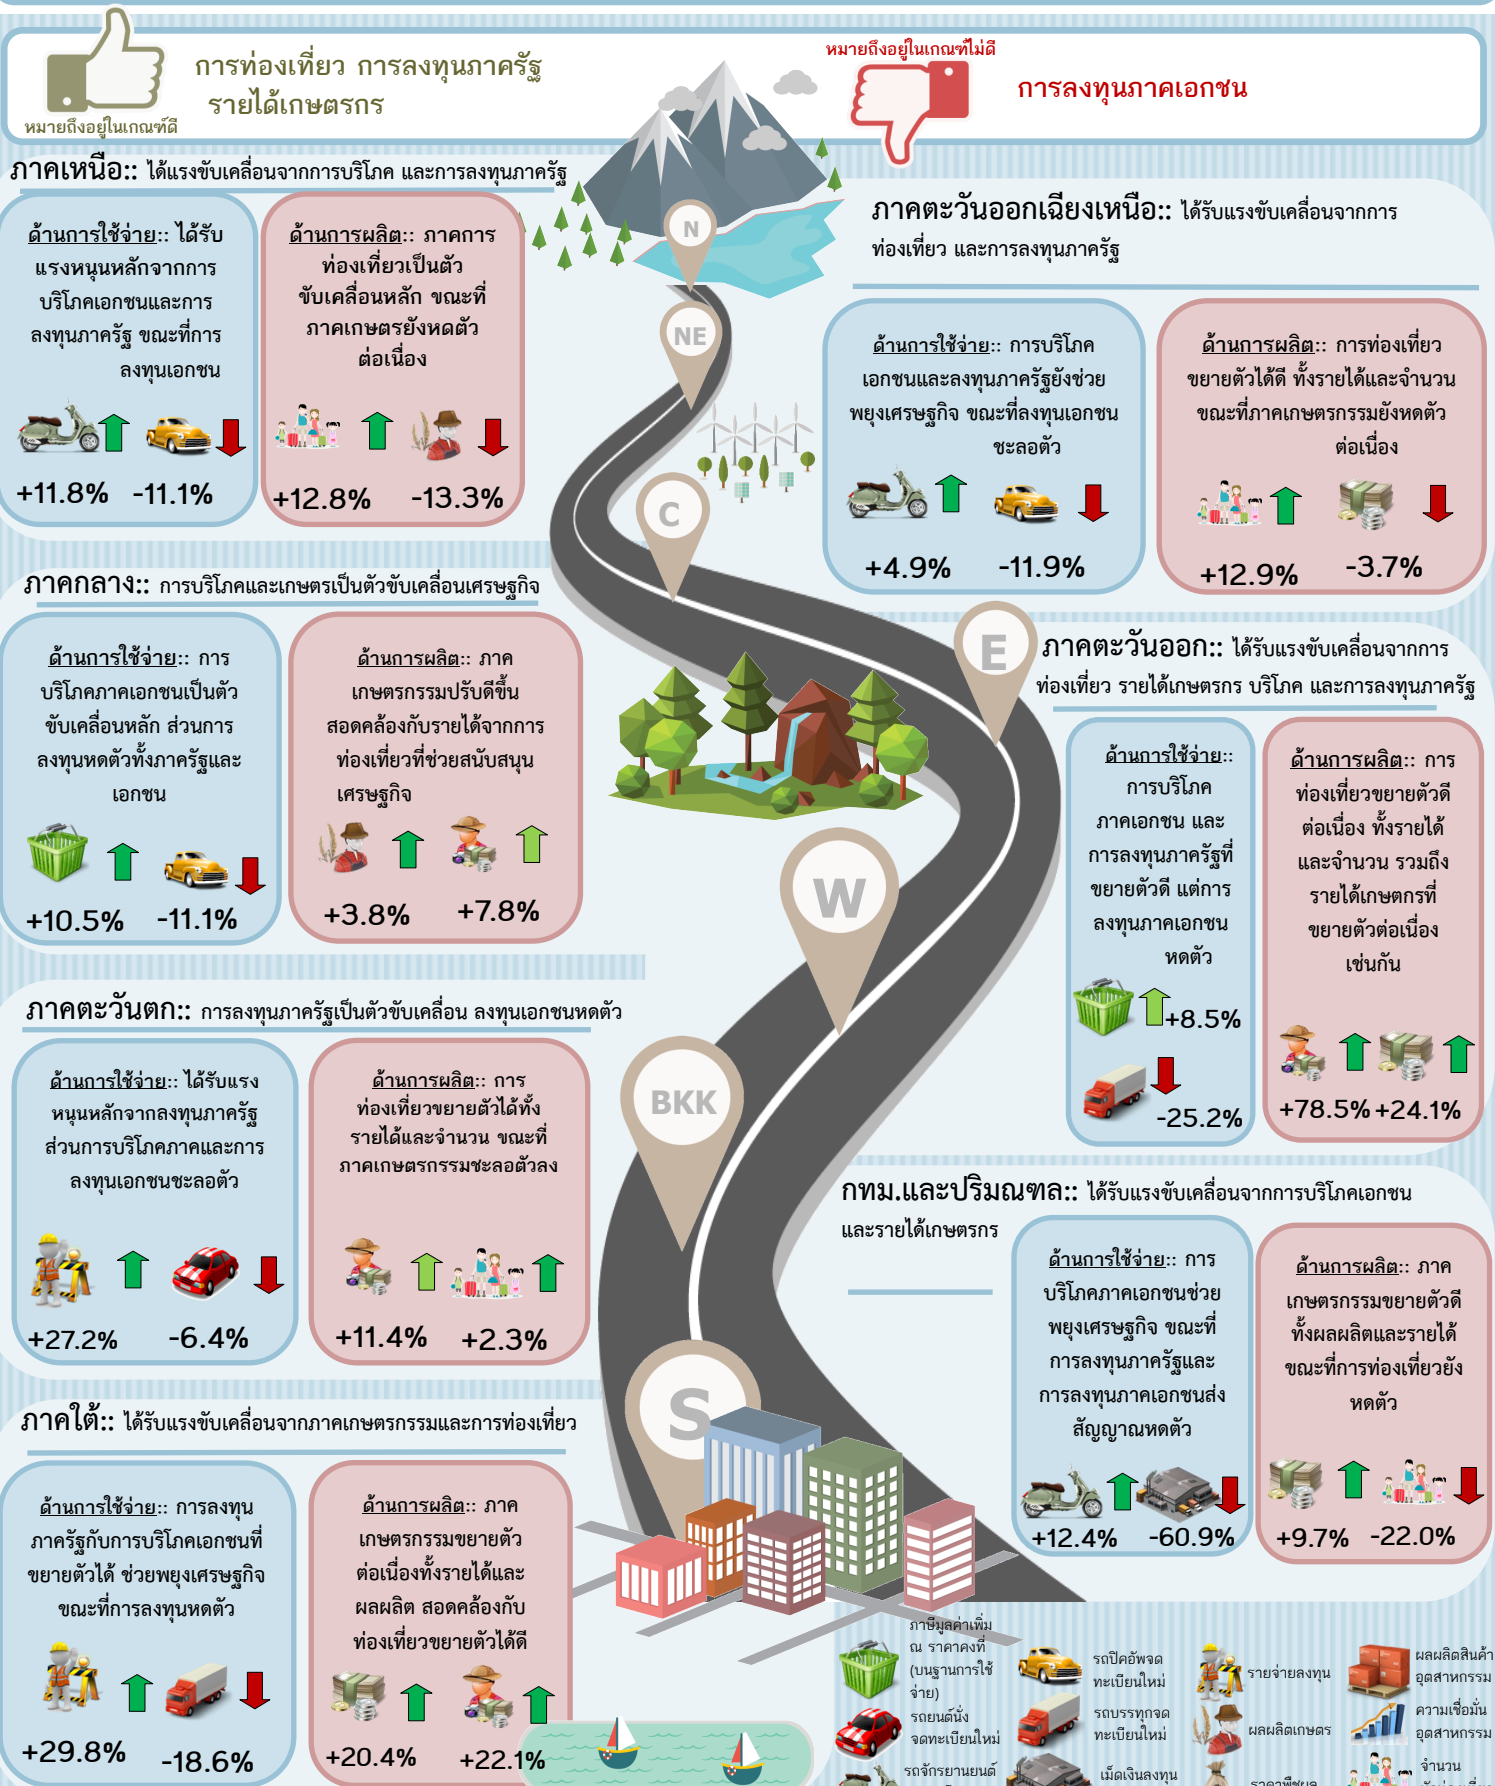 หมายถึงอยู่ในเกณฑ์ดี
การท่องเที่ยว การลงทุนภาครัฐ
รายได้เกษตรกร
หมายถึงอยู่ในเกณฑ์ไม่ดี
การลงทุนภาคเอกชน
ภาคเหนือ:: ได้แรงขับเคลื่อนจากการบริโภค และการลงทุนภาครัฐ
ด้านการใช้จ่าย:: ได้รับ
แรงหนุนหลักจากการ
บริโภคเอกชนและการ
ลงทุนภาครัฐ ขณะที่การ
ลงทุนเอกชน
+11.8% -11.1%
ด้านการผลิต:: ภาคการ
ท่องเที่ยวเป็นตัว
ขับเคลื่อนหลัก ขณะที่
ภาคเกษตรยังหดตัว
ต่อเนื่อง
+12.8% -13.3%
N
NE
C
E
W
BKK
S
ภาคตะวันออกเฉียงเหนือ:: ได้รับแรงขับเคลื่อนจากการ
ท่องเที่ยว และการลงทุนภาครัฐ
ด้านการใช้จ่าย:: การบริโภค
เอกชนและลงทุนภาครัฐยังช่วย
พยุงเศรษฐกิจ ขณะที่ลงทุนเอกชน
ชะลอตัว
+4.9% -11.9%
ด้านการผลิต:: การท่องเที่ยว
ขยายตัวได้ดี ทั้งรายได้และจำนวน
ขณะที่ภาคเกษตรกรรมยังหดตัว
ต่อเนื่อง
+12.9% -3.7%
ภาคกลาง:: การบริโภคและเกษตรเป็นตัวขับเคลื่อนเศรษฐกิจ
ด้านการใช้จ่าย:: การ
บริโภคภาคเอกชนเป็นตัว
ขับเคลื่อนหลัก ส่วนการ
ลงทุนหดตัวทั้งภาครัฐและ
เอกชน
+10.5% -11.1%
ด้านการผลิต:: ภาค
เกษตรกรรมปรับดีขึ้น
สอดคล้องกับรายได้จากการ
ท่องเที่ยวที่ช่วยสนับสนุน
เศรษฐกิจ
+3.8% +7.8%
ภาคตะวันออก:: ได้รับแรงขับเคลื่อนจากการ
ท่องเที่ยว รายได้เกษตรกร บริโภค และการลงทุนภาครัฐ
ด้านการใช้จ่าย::
การบริโภค
ภาคเอกชน และ
การลงทุนภาครัฐที่
ขยายตัวดี แต่การ
ลงทุนภาคเอกชน
หดตัว
+8.5%
-25.2%
ด้านการผลิต:: การ
ท่องเที่ยวขยายตัวดี
ต่อเนื่อง ทั้งรายได้
และจำนวน รวมถึง
รายได้เกษตกรที่
ขยายตัวต่อเนื่อง
เช่นกัน
+78.5% +24.1%
ภาคตะวันตก:: การลงทุนภาครัฐเป็นตัวขับเคลื่อน ลงทุนเอกชนหดตัว
ด้านการใช้จ่าย:: ได้รับแรง
หนุนหลักจากลงทุนภาครัฐ
ส่วนการบริโภคภาคและการ
ลงทุนเอกชนชะลอตัว
+27.2% -6.4%
ด้านการผลิต:: การ
ท่องเที่ยวขยายตัวได้ทั้ง
รายได้และจำนวน ขณะที่
ภาคเกษตรกรรมชะลอตัวลง
+11.4% +2.3%
กทม.และปริมณฑล:: ได้รับแรงขับเคลื่อนจากการบริโภคเอกชน
และรายได้เกษตรกร
ด้านการใช้จ่าย:: การ
บริโภคภาคเอกชนช่วย
พยุงเศรษฐกิจ ขณะที่
การลงทุนภาครัฐและ
การลงทุนภาคเอกชนส่ง
สัญญาณหดตัว
+12.4% -60.9%
ด้านการผลิต:: ภาค
เกษตรกรรมขยายตัวดี
ทั้งผลผลิตและรายได้
ขณะที่การท่องเที่ยวยัง
หดตัว
+9.7% -22.0%
ภาคใต้:: ได้รับแรงขับเคลื่อนจากภาคเกษตรกรรมและการท่องเที่ยว
ด้านการใช้จ่าย:: การลงทุน
ภาครัฐกับการบริโภคเอกชนที่
ขยายตัวได้ ช่วยพยุงเศรษฐกิจ
ขณะที่การลงทุนหดตัว
+29.8% -18.6%
ด้านการผลิต:: ภาค
เกษตรกรรมขยายตัว
ต่อเนื่องทั้งรายได้และ
ผลผลิต สอดคล้องกับ
ท่องเที่ยวขยายตัวได้ดี
+20.4% +22.1%
ภาษีมูลค่าเพิ่ม
ณ ราคาคงที่
(บนฐานการใช้
จ่าย)
รถยนต์นั่ง
จดทะเบียนใหม่
รถจักรยานยนต์
รถปิคอัพจด
ทะเบียนใหม่
รถบรรทุกจด
ทะเบียนใหม่
เม็ดเงินลงทุน
รายจ่ายลงทุน
ผลผลิตเกษตร
ผลผลิตสินค้า
อุตสาหกรรม
ความเชื่อมั่น
อุตสาหกรรม
จำนวน